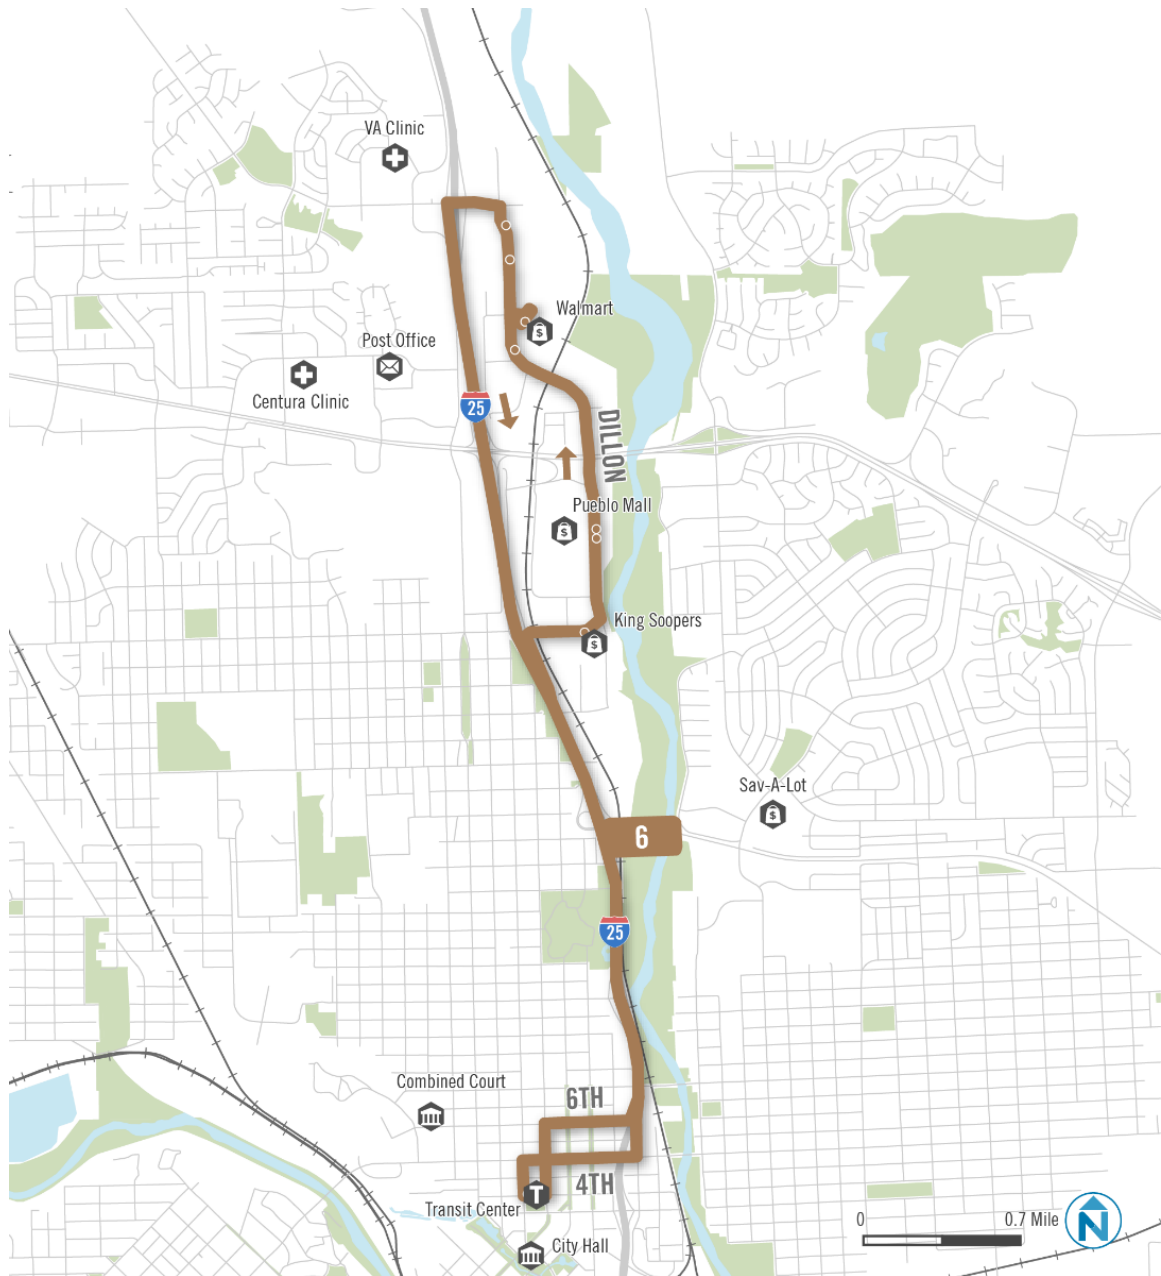 VA Clinic
Walmart
$
Post Office
Centura Clinic
25
DILLON
Pueblo Mall
$
King Soopers
$
Sav-A-Lot
$
6
25
Combined Court
6TH
4TH
T
Transit Center
City Hall
0 0.7 Mile
N